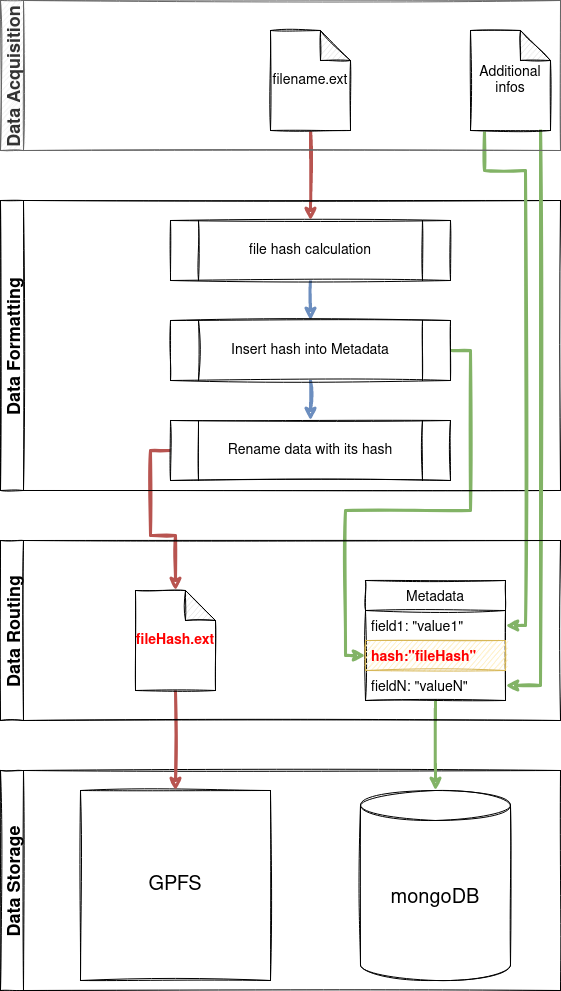 Data Acquisition
filename.ext
Additional
infos
Data Formatting
file hash calculation
Insert hash into Metadata
Rename data with its hash
Data Routing
fileHash.ext
Metadata
field1: "value1"
hash:"fileHash"
fieldN: "valueN"
Data Storage
GPFS
mongoDB